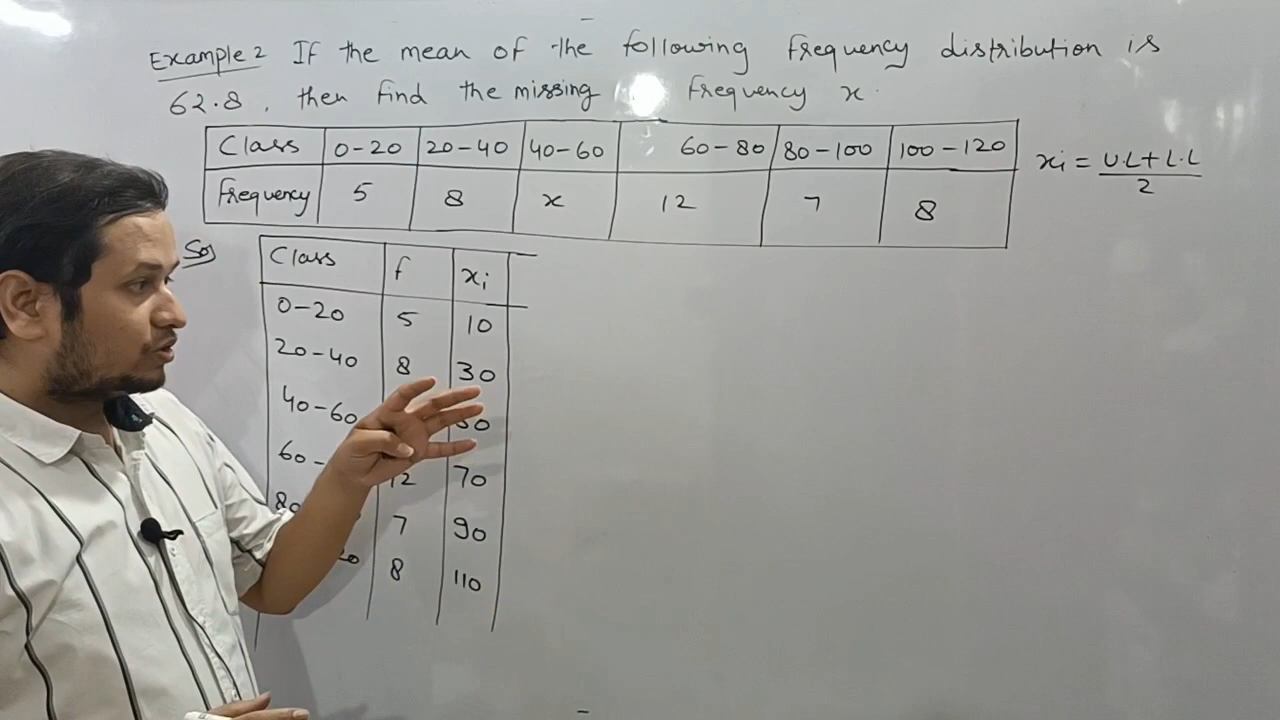 Example 2 If the mean of the following frequency distribution is
62.8, then find the missing frequency x.
Class 0-20 20-40 40-60 60-80 80-100 100-120
Frequency 5 8 x 12 7 8
xi = U.L + L.L / 2
Sol
Class f xi
0-20 5 10
20-40 8 30
40-60
60- 12 70
7 90
8 110